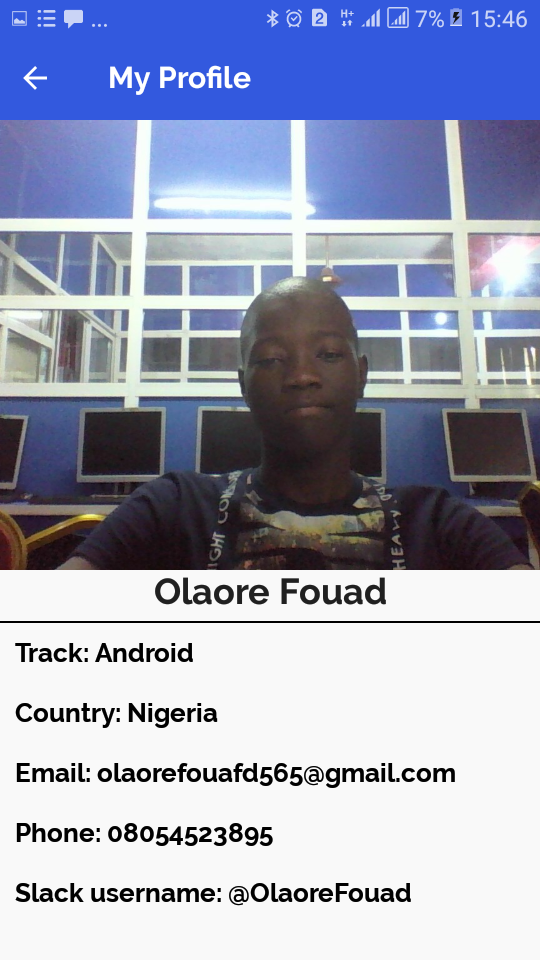 ... 2 H+ 7% 15:46
My Profile
Olaore Fouad
Track: Android
Country: Nigeria
Email: olaorefouafd565@gmail.com
Phone: 08054523895
Slack username: @OlaoreFouad